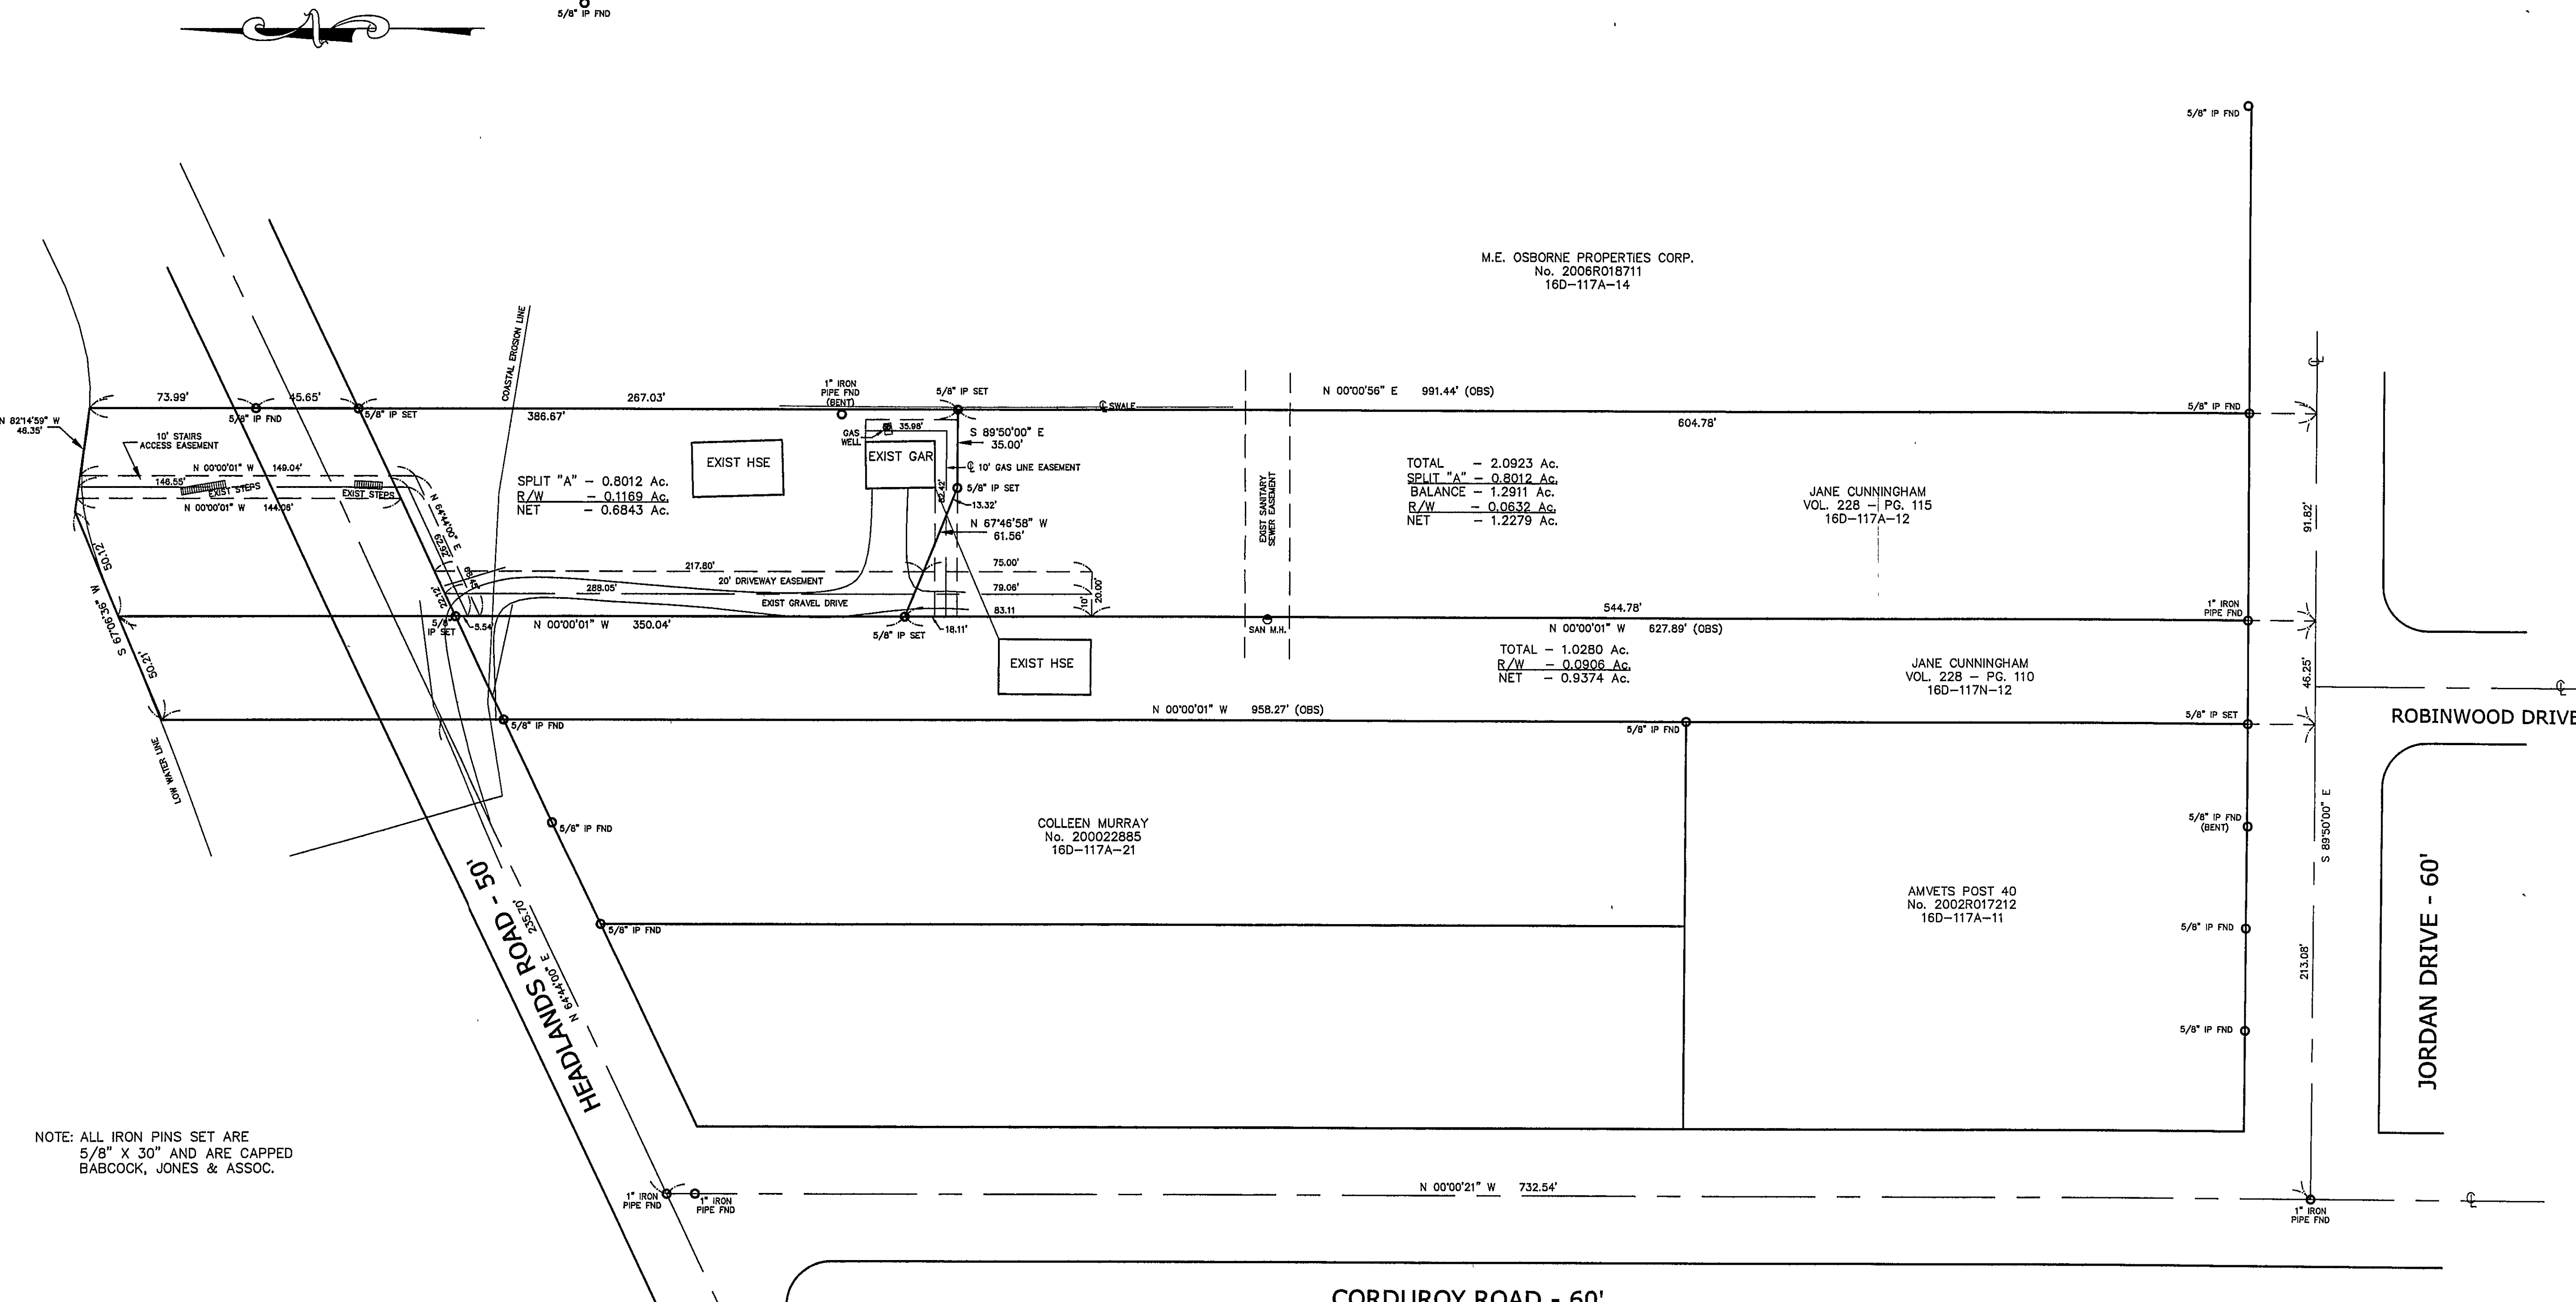 5/8" IP FND
5/8" IP FND
M.E. OSBORNE PROPERTIES CORP.
No. 2006R018711
16D-117A-14
COASTAL EROSION LINE
73.99'
45.65'
267.03'
386.67'
5/8" IP FND
5/8" IP SET
1" IRON
PIPE FND
(BENT)
5/8" IP SET
℄ SWALE
N 00°00'56" E 991.44' (OBS)
604.78'
5/8" IP FND
N 82°14'59" W
46.35'
10' STAIRS
ACCESS EASEMENT
N 00°00'01" W 149.04'
146.55'
EXIST STEPS
EXIST STEPS
N 00°00'01" W 144.06'
N 64°44'00" E
26.29'
SPLIT "A" - 0.8012 Ac.
R/W - 0.1169 Ac.
NET - 0.6843 Ac.
EXIST HSE
GAS
WELL
35.98'
EXIST GAR
S 89°50'00" E
35.00'
℄ 10' GAS LINE EASEMENT
5/8" IP SET
13.32'
N 67°46'58" W
61.56'
EXIST SANITARY
SEWER EASEMENT
TOTAL - 2.0923 Ac.
SPLIT "A" - 0.8012 Ac.
BALANCE - 1.2911 Ac.
R/W - 0.0632 Ac.
NET - 1.2279 Ac.
JANE CUNNINGHAM
VOL. 228 - PG. 115
16D-117A-12
91.82'
217.80'
20' DRIVEWAY EASEMENT
75.00'
288.05'
79.06'
10'
20.00'
EXIST GRAVEL DRIVE
83.11
22.12'
5/8"
IP SET
5.54'
N 00°00'01" W 350.04'
5/8" IP SET
18.11'
SAN M.H.
544.78'
N 00°00'01" W 627.89' (OBS)
1" IRON
PIPE FND
50.12'
S 67°06'36" W
50.21'
EXIST HSE
TOTAL - 1.0280 Ac.
R/W - 0.0906 Ac.
NET - 0.9374 Ac.
JANE CUNNINGHAM
VOL. 228 - PG. 110
16D-117N-12
46.25'
℄
℄
LOW WATER LINE
5/8" IP FND
N 00°00'01" W 958.27' (OBS)
5/8" IP FND
5/8" IP SET
ROBINWOOD DRIVE
5/8" IP FND
COLLEEN MURRAY
No. 200022885
16D-117A-21
5/8" IP FND
(BENT)
S 89°50'00" E
HEADLANDS ROAD - 50'
235.70'
N 64°44'00" E
5/8" IP FND
AMVETS POST 40
No. 2002R017212
16D-117A-11
5/8" IP FND
213.08'
JORDAN DRIVE - 60'
5/8" IP FND
NOTE: ALL IRON PINS SET ARE
5/8" X 30" AND ARE CAPPED
BABCOCK, JONES & ASSOC.
1" IRON
PIPE FND
1" IRON
PIPE FND
N 00°00'21" W 732.54'
℄
1" IRON
PIPE FND
CORDUROY ROAD - 60'